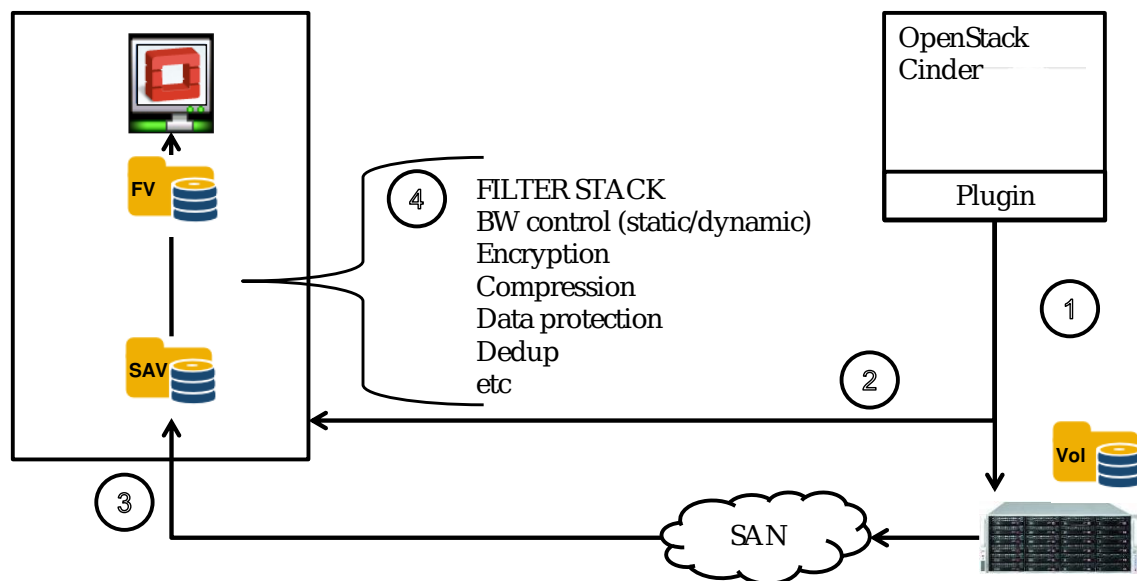 OpenStack
Cinder
Plugin
FV
4
FILTER STACK
BW control (static/dynamic)
Encryption
Compression
Data protection
Dedup
etc
1
SAV
2
Vol
3
SAN